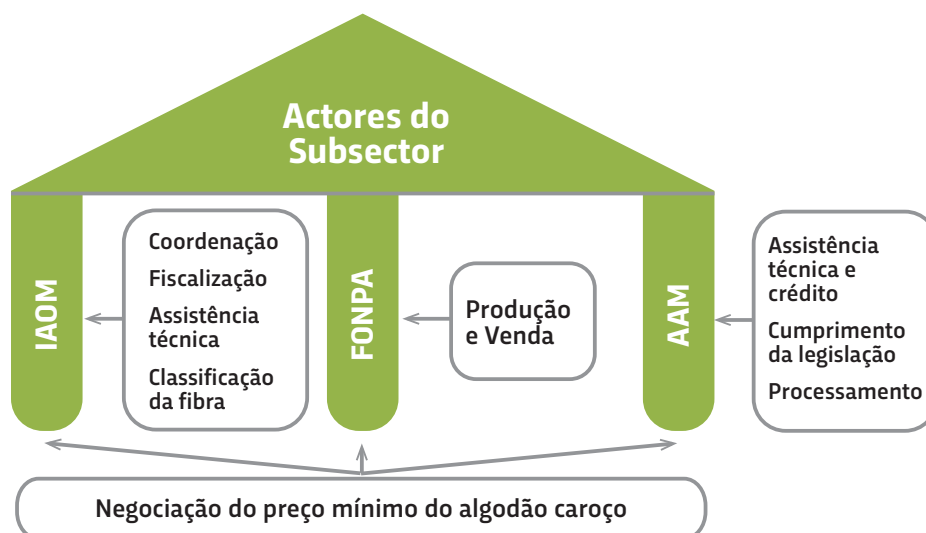 Actores do
Subsector
IAOM
Coordenação
Fiscalização
Assistência
técnica
Classificação
da fibra
FONPA
Produção
e Venda
AAM
Assistência
técnica e
crédito
Cumprimento
da legislação
Processamento
Negociação do preço mínimo do algodão caroço